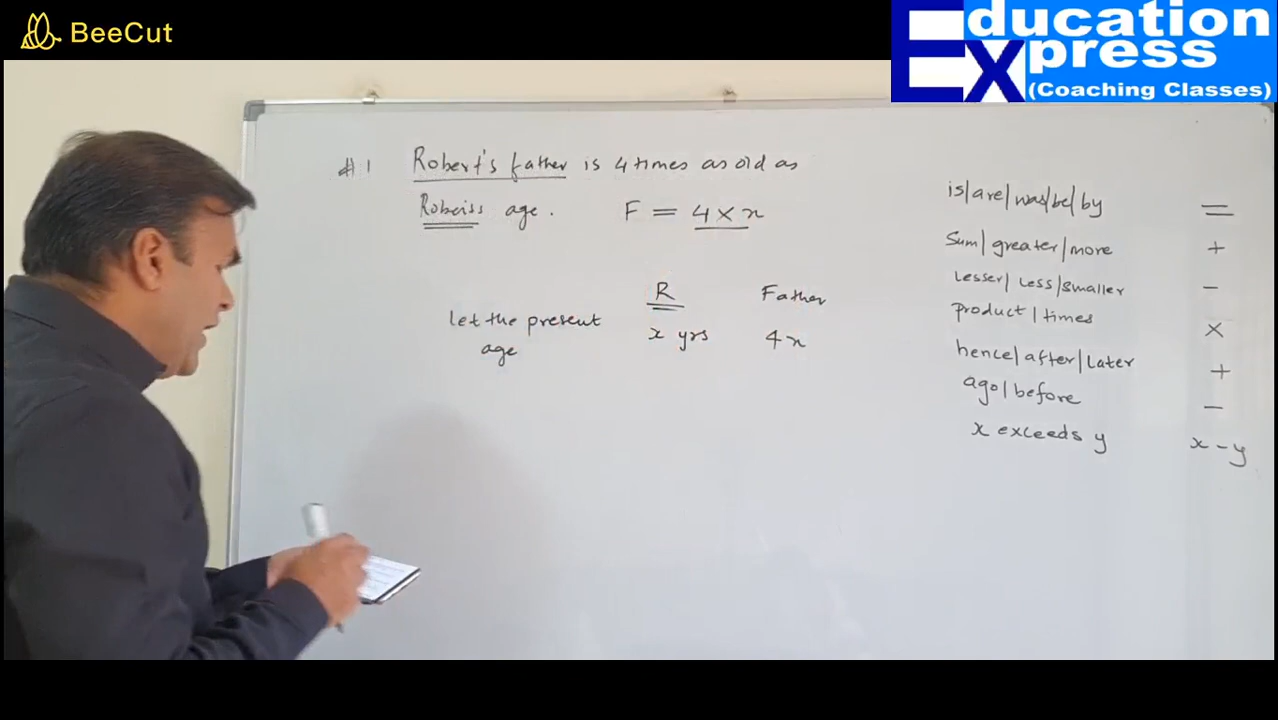 BeeCut
Education
Express
(Coaching Classes)
#1 Robert's father is 4 times as old as
Roberss age. F = 4 × x
R Father
let the present x yrs 4x
age
is/are/was/be/by =
Sum/greater/more +
lesser/less/smaller -
product/times ×
hence/after/later +
ago/before -
x exceeds y x - y